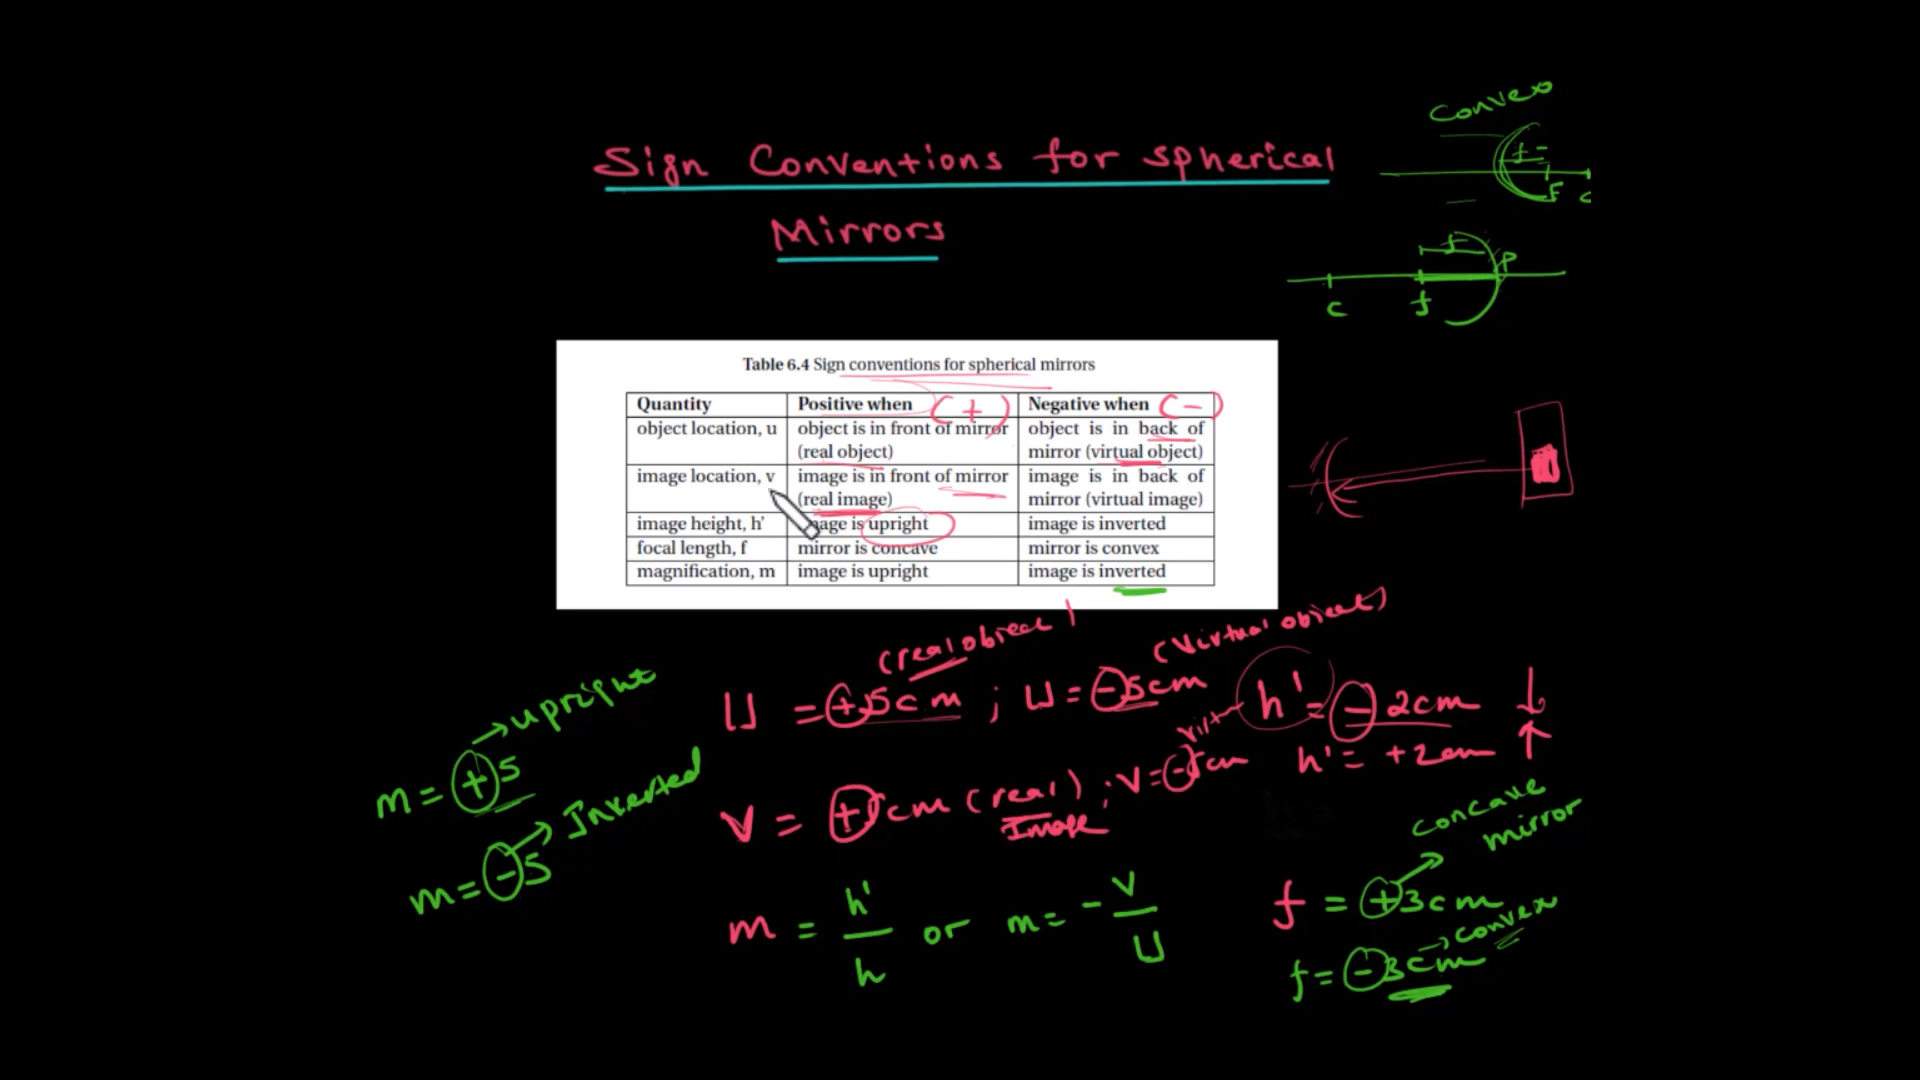 Sign Conventions for spherical
Mirrors
Convex
f
F
C
f
P
C
f
Table 6.4 Sign conventions for spherical mirrors
Quantity Positive when (+) Negative when (-)
object location, u object is in front of mirror object is in back of
(real object) mirror (virtual object)
image location, v image is in front of mirror image is in back of
(real image) mirror (virtual image)
image height, h' image is upright image is inverted
focal length, f mirror is concave mirror is convex
magnification, m image is upright image is inverted
(real object) (Virtual object)
U = +5cm ; U = -5cm h' = -2cm
h' = +2cm
V = +5cm (real) ; V = -5cm
Image
→ upright
m = +5
Inverted
m = -5
m = h'/h or m = - V/U
concave
mirror
f = +3cm
→ convex
f = -3cm